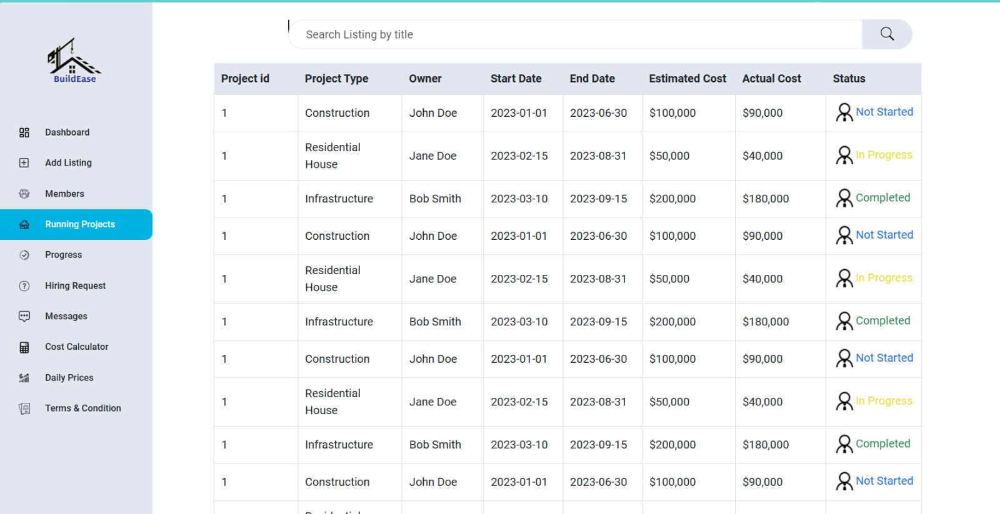 BuildEase
Dashboard
Add Listing
Members
Running Projects
Progress
Hiring Request
Messages
Cost Calculator
Daily Prices
Terms & Condition
Search Listing by title
Project id Project Type Owner Start Date End Date Estimated Cost Actual Cost Status
1 Construction John Doe 2023-01-01 2023-06-30 $100,000 $90,000 Not Started
1 Residential House Jane Doe 2023-02-15 2023-08-31 $50,000 $40,000 In Progress
1 Infrastructure Bob Smith 2023-03-10 2023-09-15 $200,000 $180,000 Completed
1 Construction John Doe 2023-01-01 2023-06-30 $100,000 $90,000 Not Started
1 Residential House Jane Doe 2023-02-15 2023-08-31 $50,000 $40,000 In Progress
1 Infrastructure Bob Smith 2023-03-10 2023-09-15 $200,000 $180,000 Completed
1 Construction John Doe 2023-01-01 2023-06-30 $100,000 $90,000 Not Started
1 Residential House Jane Doe 2023-02-15 2023-08-31 $50,000 $40,000 In Progress
1 Infrastructure Bob Smith 2023-03-10 2023-09-15 $200,000 $180,000 Completed
1 Construction John Doe 2023-01-01 2023-06-30 $100,000 $90,000 Not Started